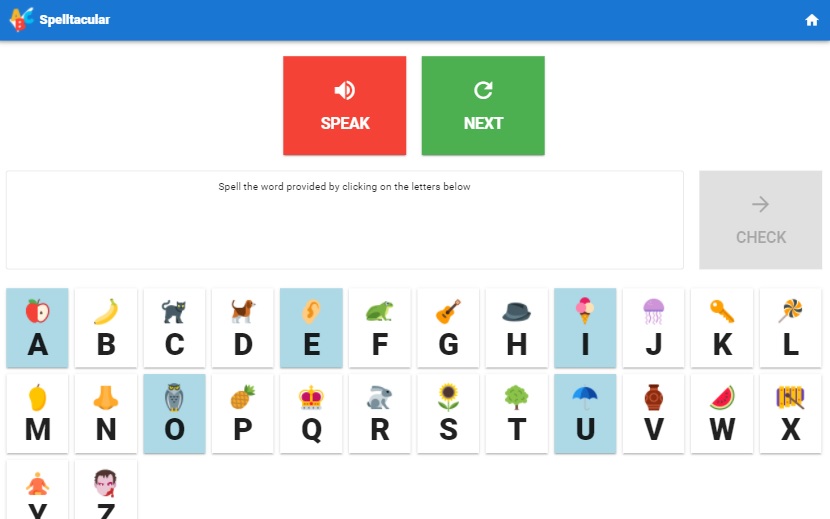 Spelltacular
SPEAK
NEXT
Spell the word provided by clicking on the letters below
CHECK
A B C D E F G H I J K L
M N O P Q R S T U V W X
Y Z